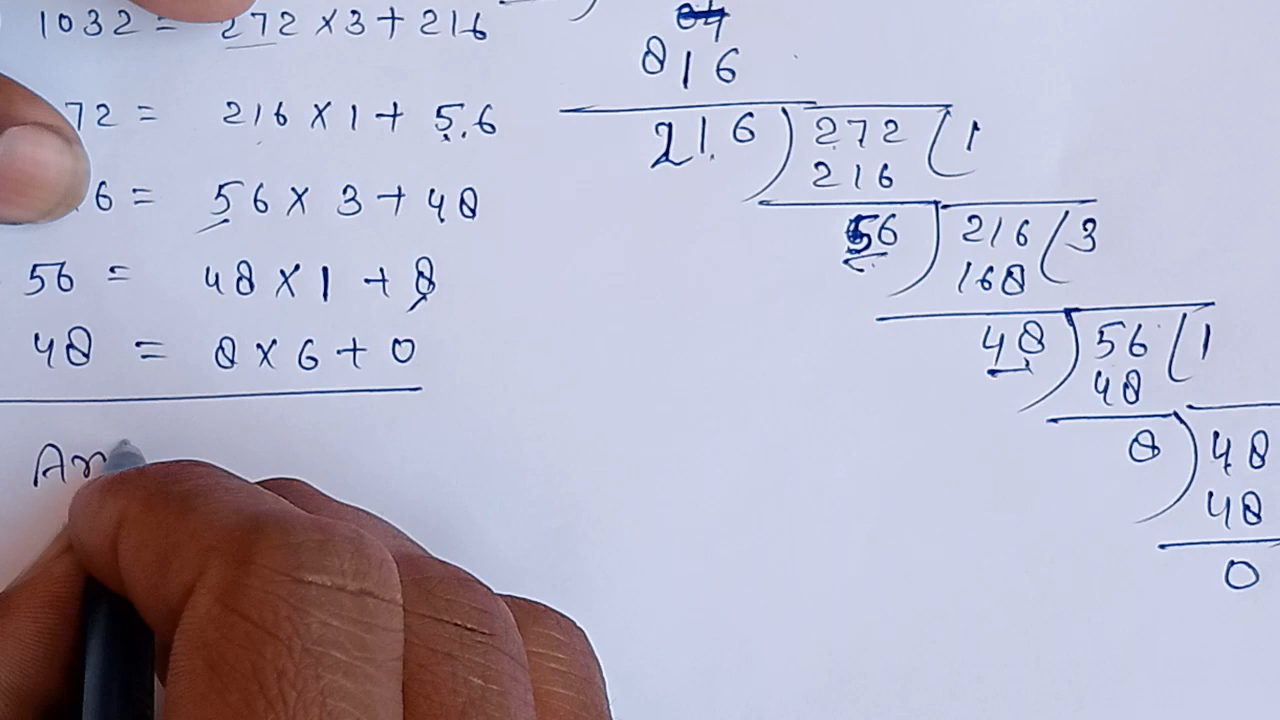 1032 = 272 × 3 + 216
72 = 216 × 1 + 56
6 = 56 × 3 + 48
56 = 48 × 1 + 8
48 = 8 × 6 + 0
An
816
216 ) 272 ( 1
216
56 ) 216 ( 3
168
48 ) 56 ( 1
48
8 ) 48
48
0